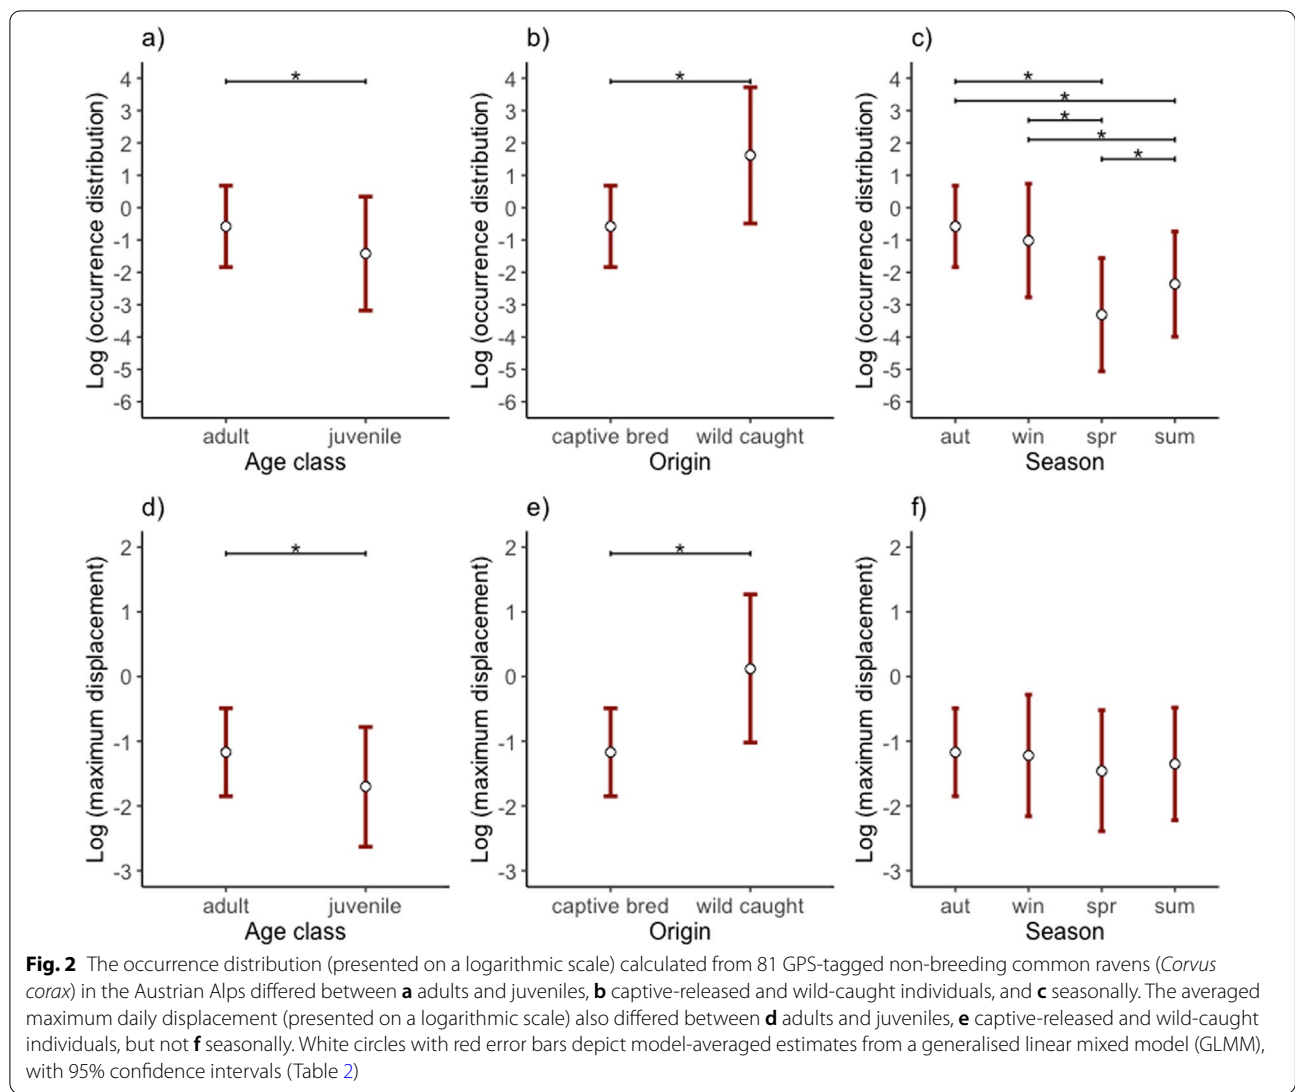 a)
*
Log (occurrence distribution)
4
3
2
1
0
-1
-2
-3
-4
-5
-6
adult juvenile
Age class
b)
*
Log (occurrence distribution)
4
3
2
1
0
-1
-2
-3
-4
-5
-6
captive bred wild caught
Origin
c)
*
*
*
*
*
Log (occurrence distribution)
4
3
2
1
0
-1
-2
-3
-4
-5
-6
aut win spr sum
Season
d)
*
Log (maximum displacement)
2
1
0
-1
-2
-3
adult juvenile
Age class
e)
*
Log (maximum displacement)
2
1
0
-1
-2
-3
captive bred wild caught
Origin
f)
Log (maximum displacement)
2
1
0
-1
-2
-3
aut win spr sum
Season
Fig. 2 The occurrence distribution (presented on a logarithmic scale) calculated from 81 GPS-tagged non-breeding common ravens (Corvus
corax) in the Austrian Alps differed between a adults and juveniles, b captive-released and wild-caught individuals, and c seasonally. The averaged
maximum daily displacement (presented on a logarithmic scale) also differed between d adults and juveniles, e captive-released and wild-caught
individuals, but not f seasonally. White circles with red error bars depict model-averaged estimates from a generalised linear mixed model (GLMM),
with 95% confidence intervals (Table 2)